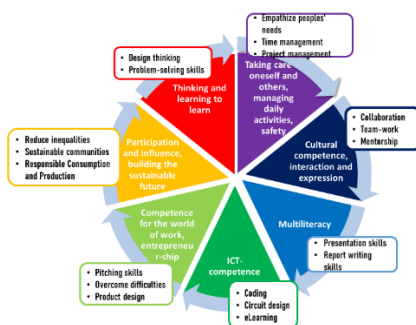 • Empathize peoples'
needs
• Time management
• Project management
Taking care
oneself and
others,
managing
daily
activities,
safety
• Collaboration
• Team-work
• Mentorship
Cultural
competence,
interaction and
expression
Multiliteracy
• Presentation skills
• Report writing
skills
ICT-
competence
• Coding
• Circuit design
• eLearning
Competence
for the world
of work,
entrepreneu
r-ship
• Pitching skills
• Overcome difficulties
• Product design
Participation
and influence,
building the
sustainable
future
• Reduce inequalities
• Sustainable communities
• Responsible Consumption
and Production
Thinking and
learning to
learn
• Design thinking
• Problem-solving skills